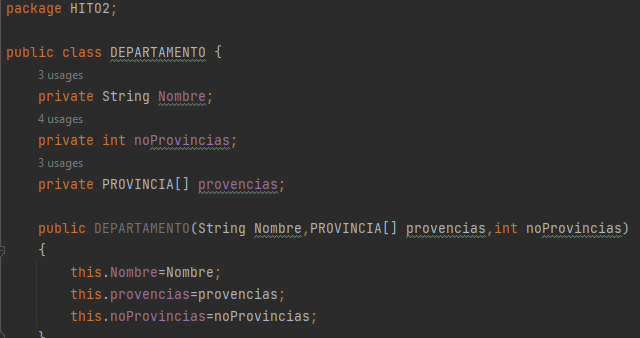 package HITO2;
public class DEPARTAMENTO {
3 usages
private String Nombre;
4 usages
private int noProvincias;
3 usages
private PROVINCIA[] provencias;
public DEPARTAMENTO(String Nombre,PROVINCIA[] provencias,int noProvincias)
{
this.Nombre=Nombre;
this.provencias=provencias;
this.noProvincias=noProvincias;
}